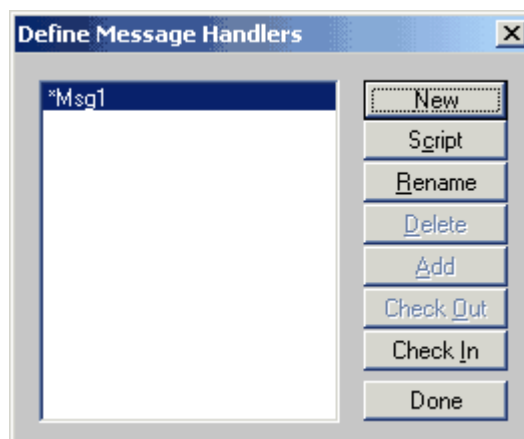 Define Message Handlers
*Msg1
New
Script
Rename
Delete
Add
Check Out
Check In
Done